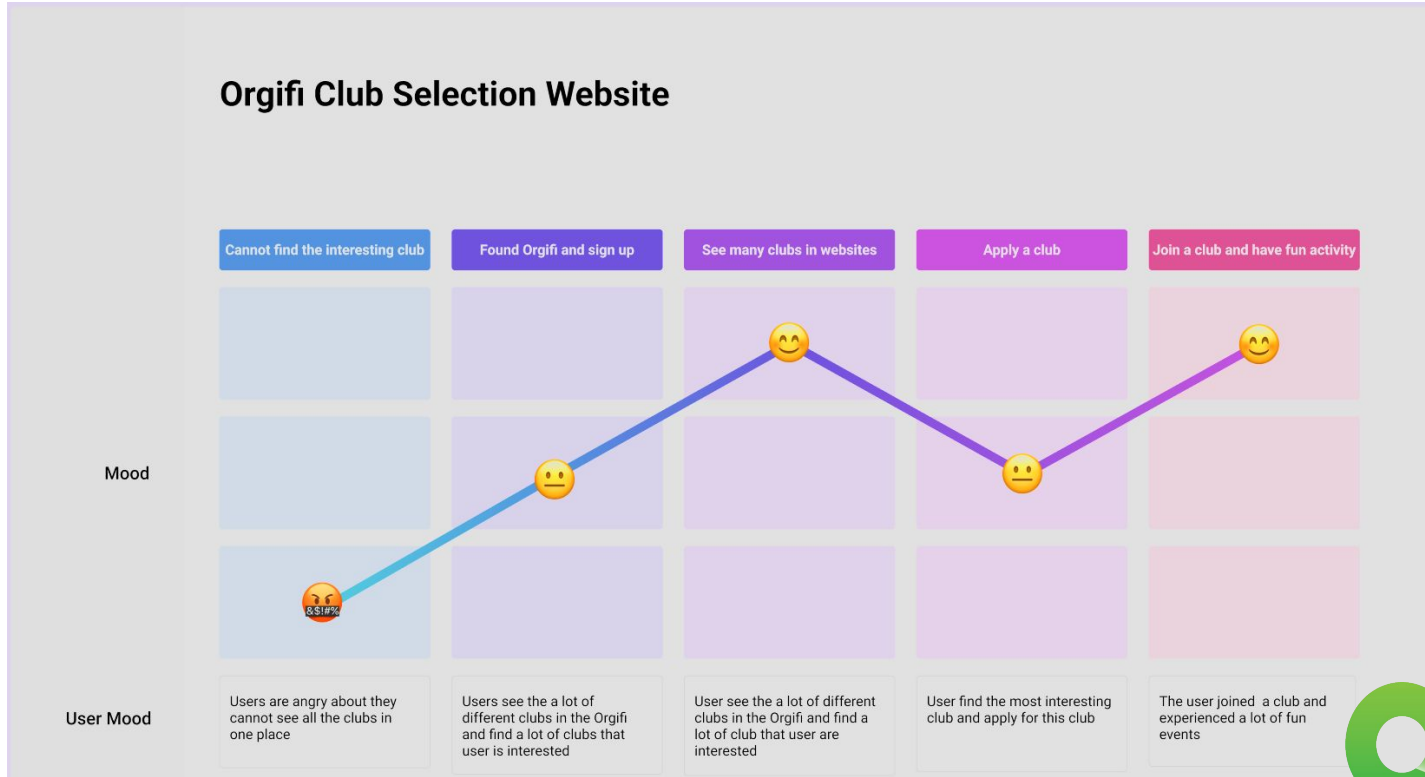 Orgifi Club Selection Website
Cannot find the interesting club
Found Orgifi and sign up
See many clubs in websites
Apply a club
Join a club and have fun activity
Mood
&$!#%
User Mood
Users are angry about they
cannot see all the clubs in
one place
Users see the a lot of
different clubs in the Orgifi
and find a lot of clubs that
user is interested
User see the a lot of different
clubs in the Orgifi and find a
lot of club that user are
interested
User find the most interesting
club and apply for this club
The user joined  a club and
experienced a lot of fun
events